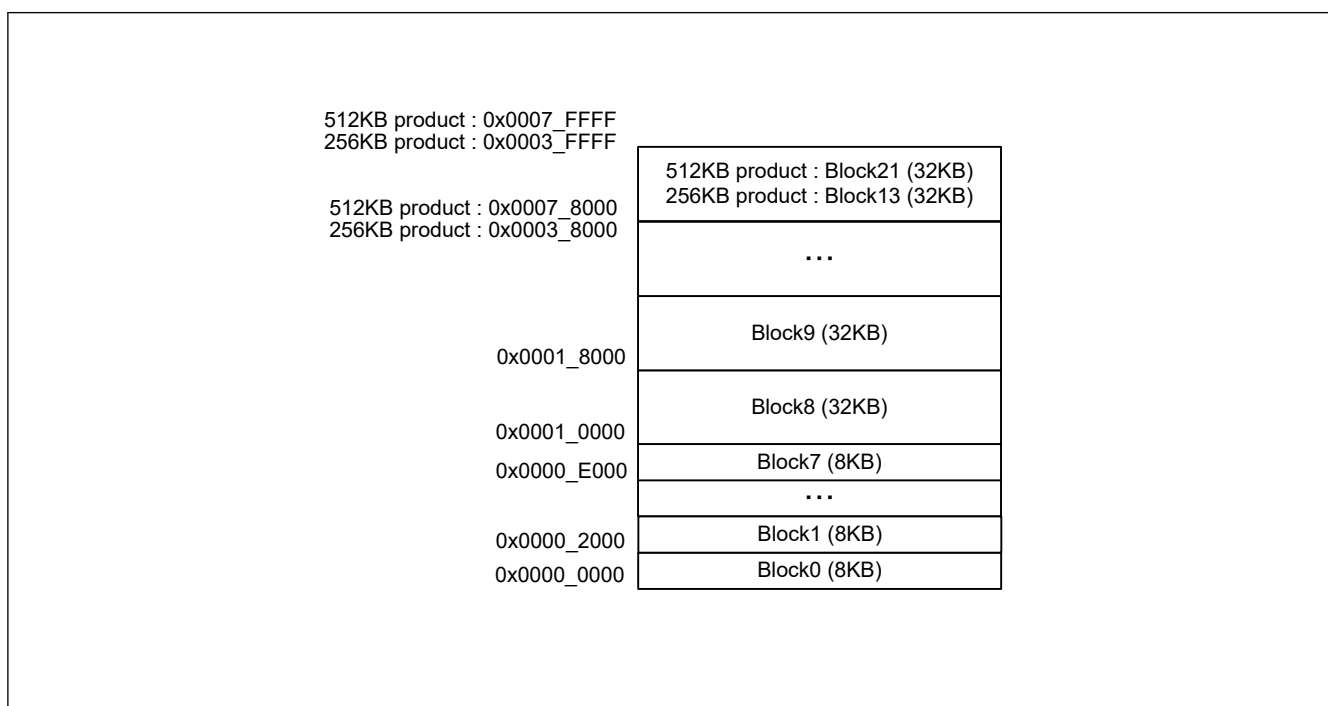 512KB product : 0x0007_FFFF
256KB product : 0x0003_FFFF
512KB product : Block21 (32KB)
256KB product : Block13 (32KB)
512KB product : 0x0007_8000
256KB product : 0x0003_8000
...
Block9 (32KB)
0x0001_8000
Block8 (32KB)
0x0001_0000
Block7 (8KB)
0x0000_E000
...
Block1 (8KB)
0x0000_2000
Block0 (8KB)
0x0000_0000